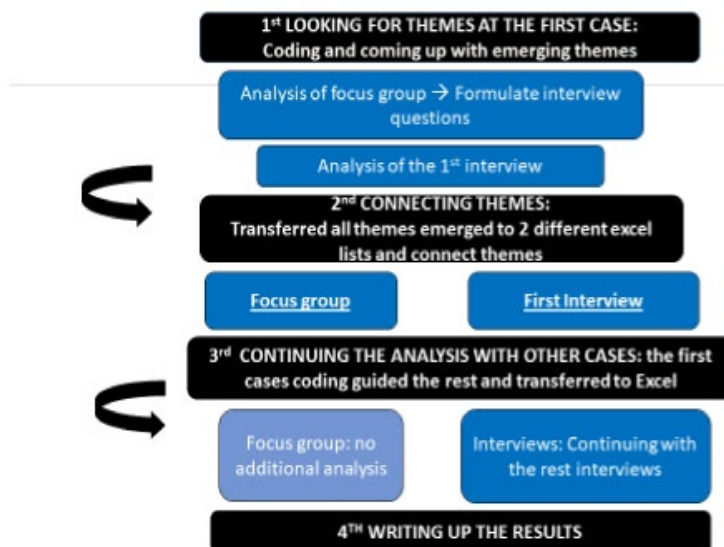 1st LOOKING FOR THEMES AT THE FIRST CASE:
Coding and coming up with emerging themes
Analysis of focus group → Formulate interview
questions
Analysis of the 1st interview
2nd CONNECTING THEMES:
Transferred all themes emerged to 2 different excel
lists and connect themes
Focus group
First Interview
3rd CONTINUING THE ANALYSIS WITH OTHER CASES: the first
cases coding guided the rest and transferred to Excel
Focus group: no
additional analysis
Interviews: Continuing with
the rest interviews
4TH WRITING UP THE RESULTS